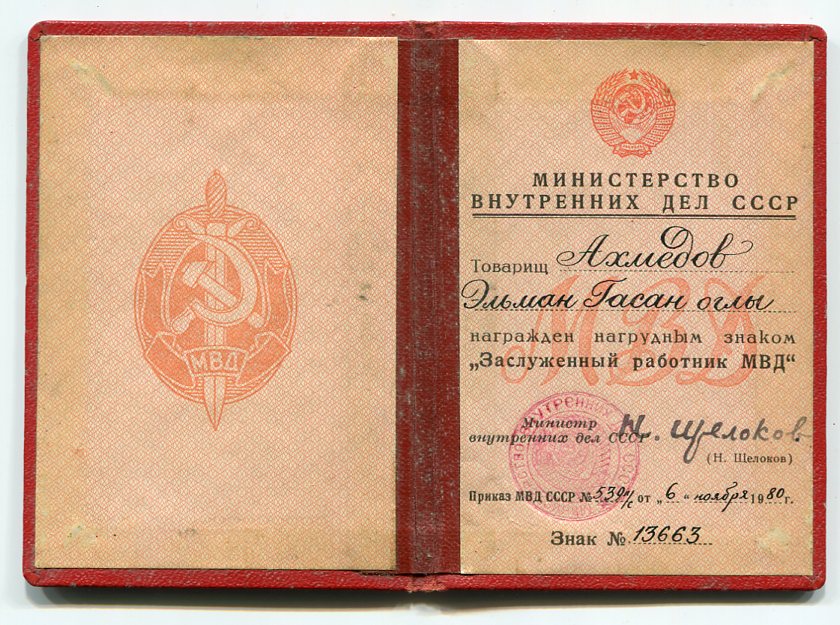 МВД
МИНИСТЕРСТВО
ВНУТРЕННИХ ДЕЛ СССР
Товарищ Ахмедов
Эльман Гасан оглы
МВД
награжден нагрудным знаком
„Заслуженный работник МВД“
Министр
внутренних дел СССР Н. Щелоков
(Н. Щелоков)
Приказ МВД СССР № 539 л/с от „6“ ноября 1980 г.
Знак № 13663